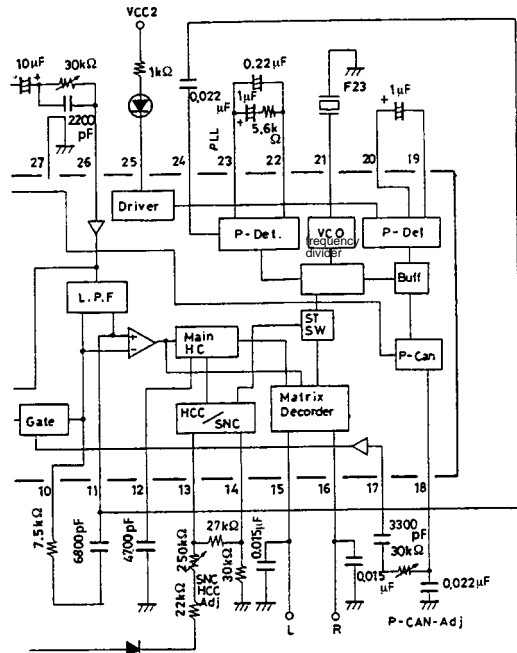 VCC2
10μF
30kΩ
+
2200
pF
1kΩ
0,022
μF
PLL
0.22μF
1μF
+
5,6k
Ω
F23
+
1μF
27
26
25
24
23
22
21
20
19
Driver
P-Det.
VCO
P-Det
frequency
divider
Buff
L.P.F
ST
SW
+
−
Main
HC
P-Can
HCC
/SNC
Matrix
Decorder
Gate
10
11
12
13
14
15
16
17
18
7.5kΩ
6800pF
4700pF
250kΩ
27kΩ
30kΩ
0.015μF
3300
pF
30kΩ
22kΩ
SNC
HCC
Adj
0,015
μF
0,022μF
L
R
P-CAN-Adj